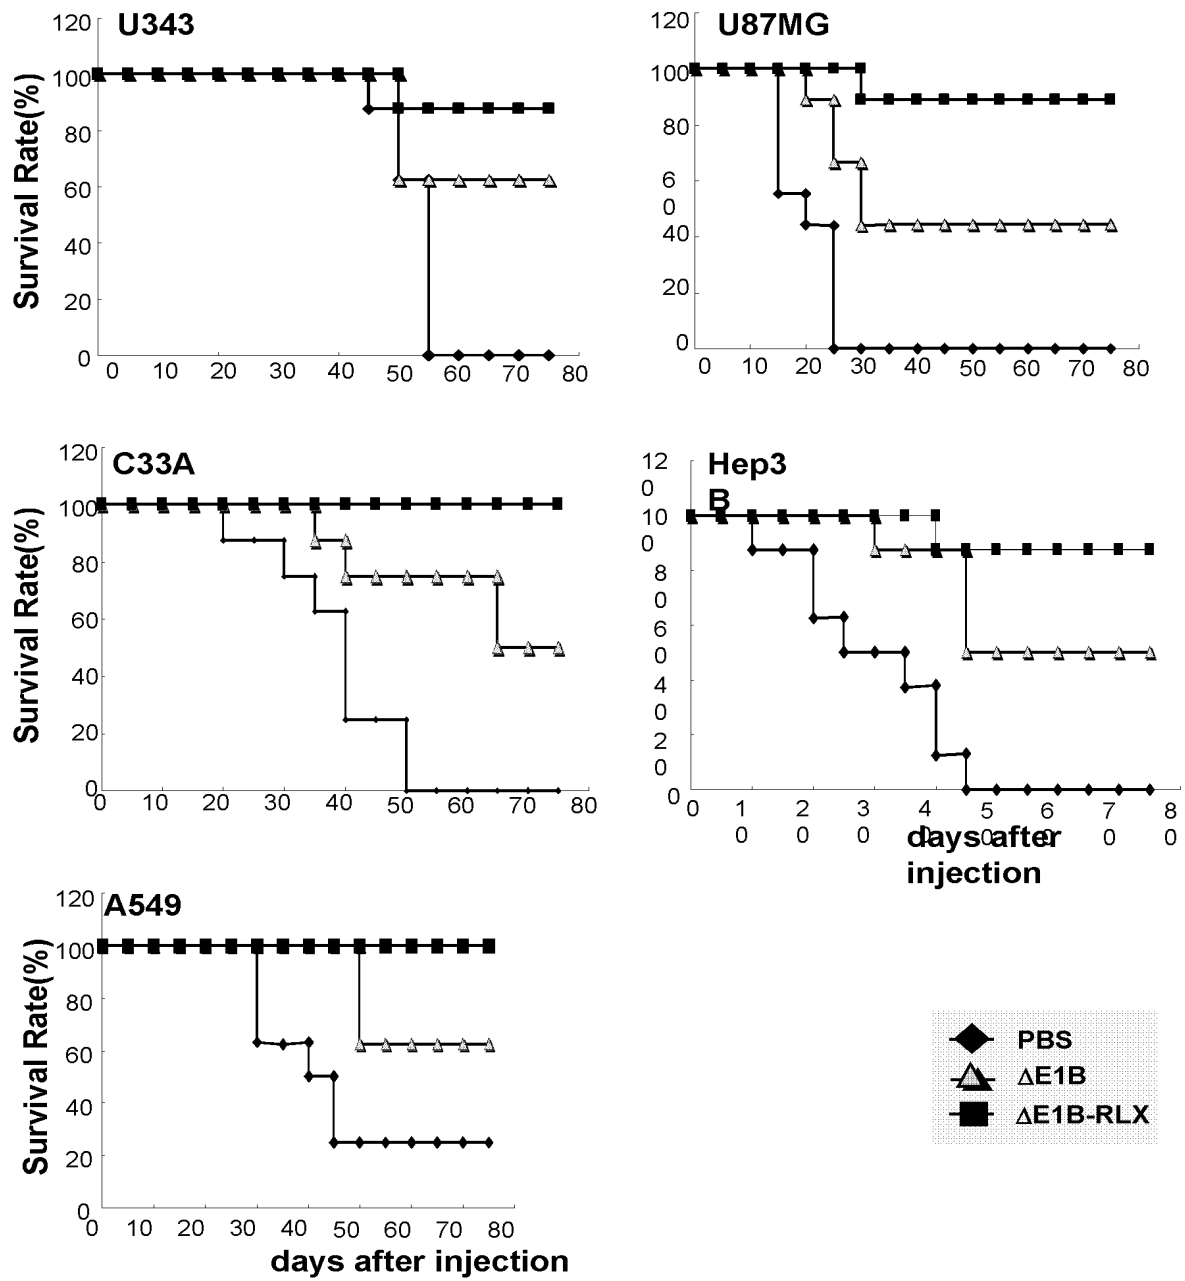 U343
Survival Rate(%)
120
100
80
60
40
20
0
0 10 20 30 40 50 60 70 80
U87MG
120
100
80
6
0
40
20
0
0 10 20 30 40 50 60 70 80
C33A
Survival Rate(%)
120
100
80
60
40
20
0
0 10 20 30 40 50 60 70 80
Hep3
B
12
0
10
0
8
0
6
0
4
0
2
0
0
0 1 2 3 4 5 6 7 8
0 0 0 0 0 0 0 0
days after
injection
A549
Survival Rate(%)
120
100
80
60
40
20
0
0 10 20 30 40 50 60 70 80
days after injection
PBS
ΔE1B
ΔE1B-RLX